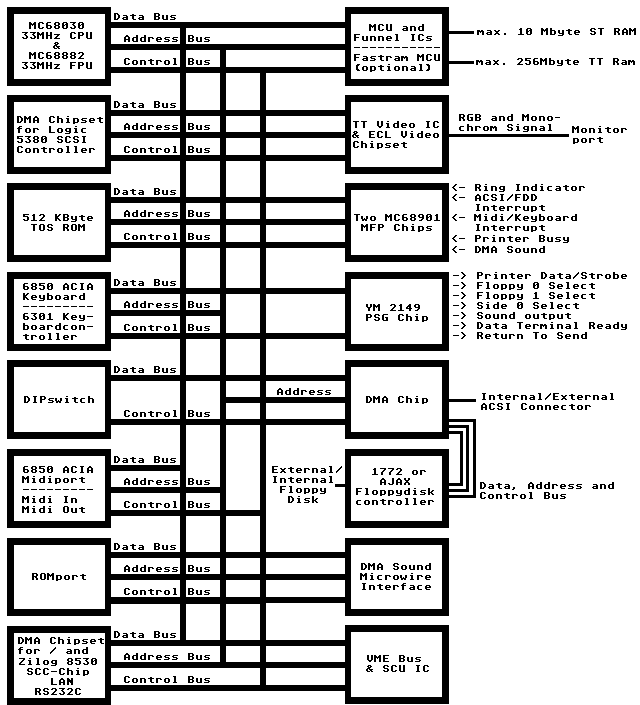 MC68030
33MHz CPU
&
MC68882
33MHz FPU
Data Bus
Address Bus
Control Bus
MCU and
Funnel ICs
Fastram MCU
(optional)
max. 10 Mbyte ST RAM
max. 256Mbyte TT Ram
DMA Chipset
for Logic
5380 SCSI
Controller
Data Bus
Address Bus
Control Bus
TT Video IC
& ECL Video
Chipset
RGB and Mono-
chrom Signal
Monitor
port
512 KByte
TOS ROM
Data Bus
Address Bus
Control Bus
Two MC68901
MFP Chips
<- Ring Indicator
<- ACSI/FDD
Interrupt
<- Midi/Keyboard
Interrupt
<- Printer Busy
<- DMA Sound
6850 ACIA
Keyboard
6301 Key-
boardcon-
troller
Data Bus
Address Bus
Control Bus
YM 2149
PSG Chip
-> Printer Data/Strobe
-> Floppy 0 Select
-> Floppy 1 Select
-> Side 0 Select
-> Sound output
-> Data Terminal Ready
-> Return To Send
DIPswitch
Data Bus
Control Bus
Address
DMA Chip
Internal/External
ACSI Connector
6850 ACIA
Midiport
Midi In
Midi Out
Data Bus
Address Bus
Control Bus
External/
Internal
Floppy
Disk
1772 or
AJAX
Floppydisk
controller
Data, Address and
Control Bus
ROMport
Data Bus
Address Bus
Control Bus
DMA Sound
Microwire
Interface
DMA Chipset
for / and
Zilog 8530
SCC-Chip
LAN
RS232C
Data Bus
Address Bus
Control Bus
VME Bus
& SCU IC